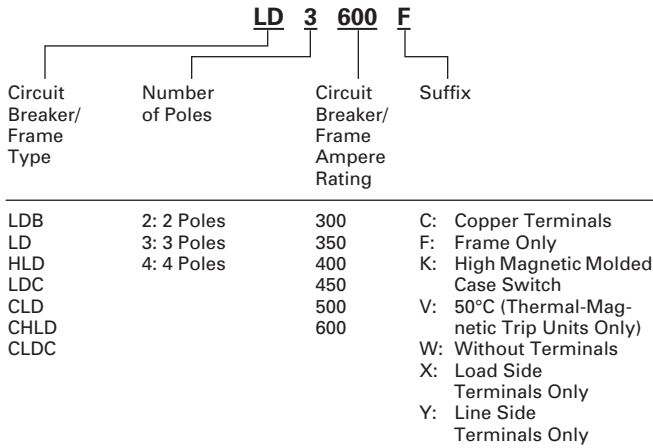 LD 3 600 F
Circuit
Breaker/
Frame
Type
Number
of Poles
Circuit
Breaker/
Frame
Ampere
Rating
Suffix
LDB
LD
HLD
LDC
CLD
CHLD
CLDC
2: 2 Poles
3: 3 Poles
4: 4 Poles
300
350
400
450
500
600
C: Copper Terminals
F: Frame Only
K: High Magnetic Molded
Case Switch
V: 50°C (Thermal-Mag-
netic Trip Units Only)
W: Without Terminals
X: Load Side
Terminals Only
Y: Line Side
Terminals Only